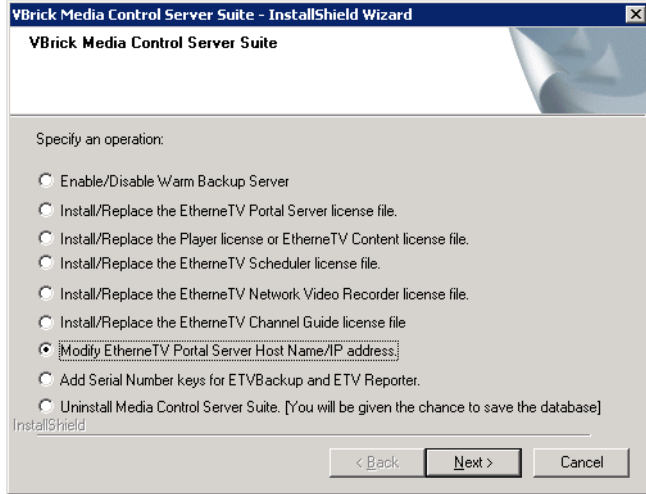 VBrick Media Control Server Suite - InstallShield Wizard
VBrick Media Control Server Suite
Specify an operation:
Enable/Disable Warm Backup Server
Install/Replace the EtherneTV Portal Server license file.
Install/Replace the Player license or EtherneTV Content license file.
Install/Replace the EtherneTV Scheduler license file.
Install/Replace the EtherneTV Network Video Recorder license file.
Install/Replace the EtherneTV Channel Guide license file
Modify EtherneTV Portal Server Host Name/IP address.
Add Serial Number keys for ETVBackup and ETV Reporter.
Uninstall Media Control Server Suite. [You will be given the chance to save the database]
InstallShield
< Back Next > Cancel